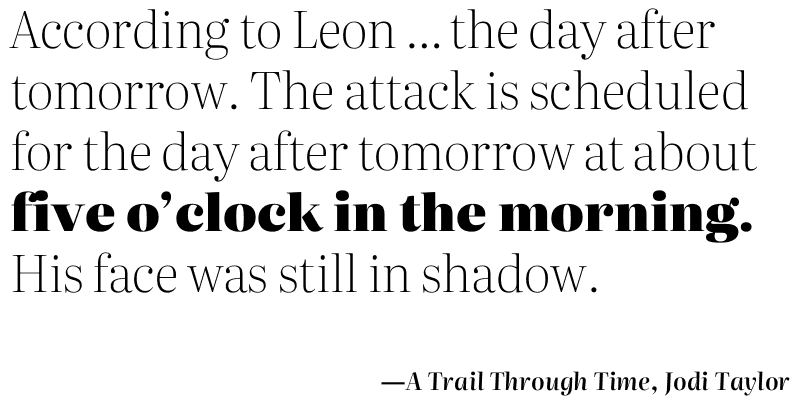 According to Leon ... the day after
tomorrow. The attack is scheduled
for the day after tomorrow at about
five o’clock in the morning.
His face was still in shadow.
—A Trail Through Time, Jodi Taylor